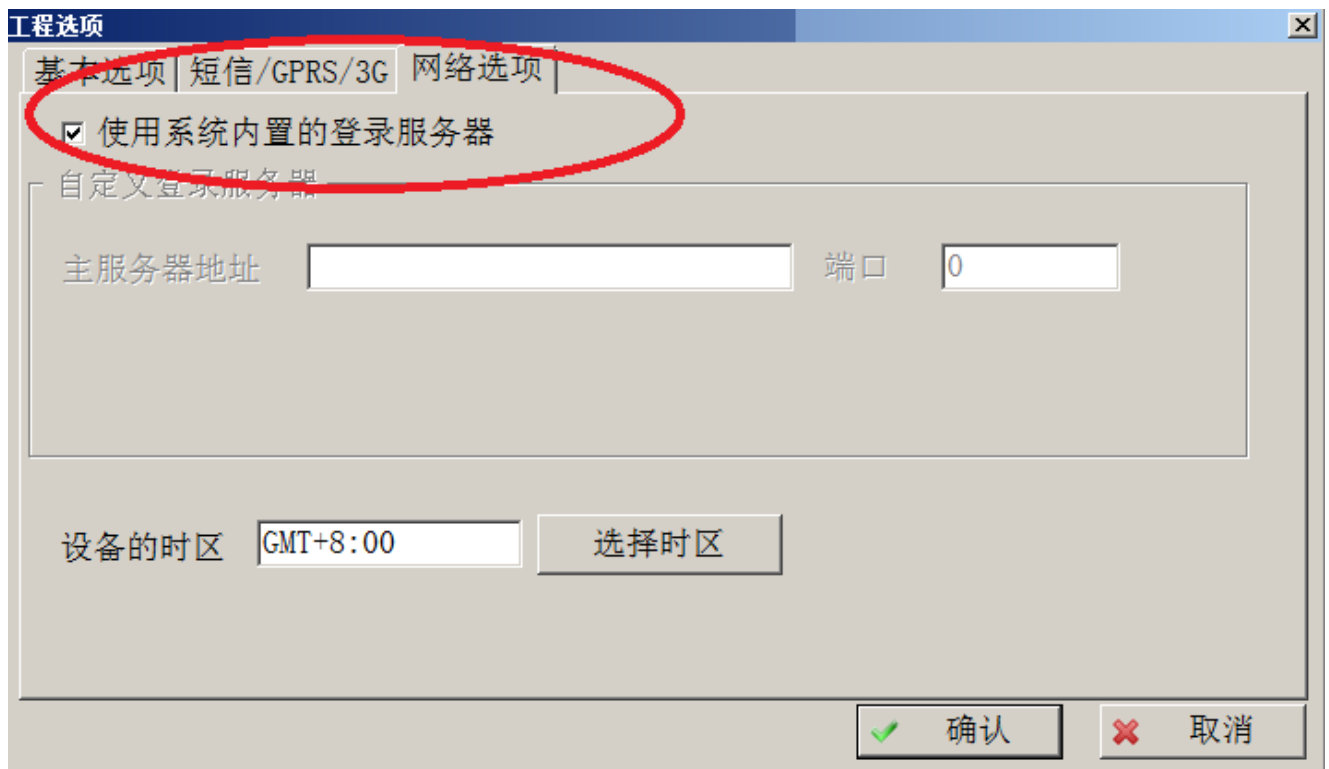 工程选项
基本选项 短信/GPRS/3G 网络选项
使用系统内置的登录服务器
自定义登录服务器
主服务器地址 端口 0
设备的时区 GMT+8:00 选择时区
确认 取消